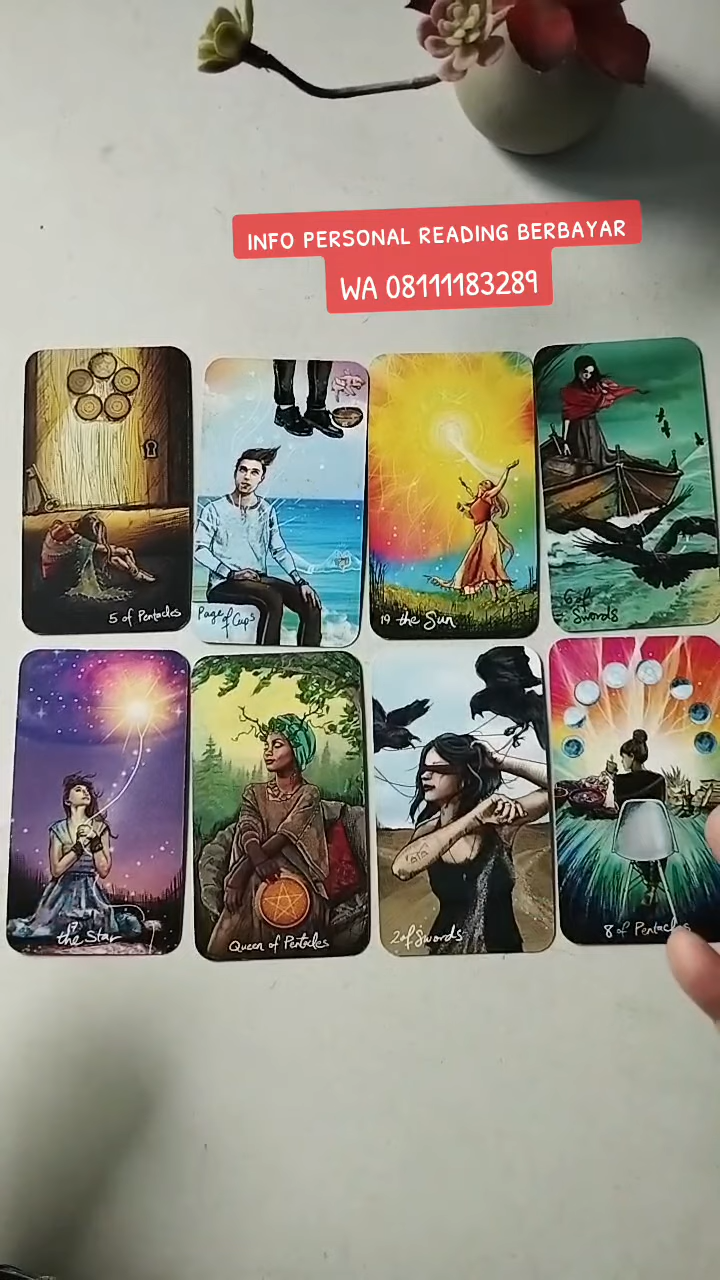 INFO PERSONAL READING BERBAYAR
WA 08111183289
5 of Pentacles
Page of Cups
19 the Sun
6 of Swords
17
the Star
Queen of Pentacles
2 of Swords
8 of Pentacles